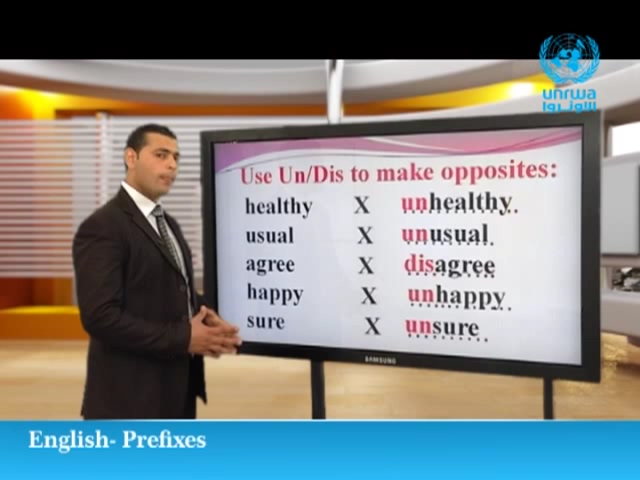 unrwa
الأونروا
Use Un/Dis to make opposites:
healthy X unhealthy
usual X unusual
agree X disagree
happy X unhappy
sure X unsure
SAMSUNG
English- Prefixes